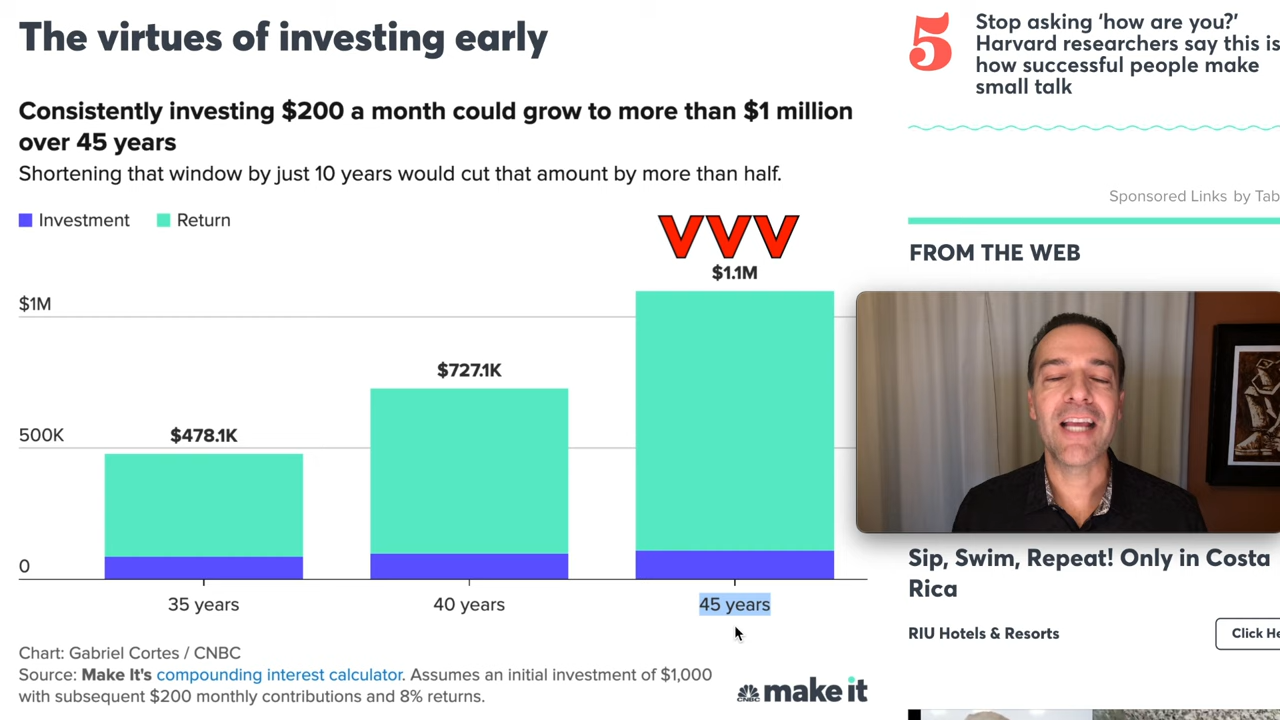 The virtues of investing early
Consistently investing $200 a month could grow to more than $1 million
over 45 years
Shortening that window by just 10 years would cut that amount by more than half.
Investment
Return
VVV
$1.1M
$1M
$727.1K
$478.1K
500K
0
35 years
40 years
45 years
Chart: Gabriel Cortes / CNBC
Source: Make It's compounding interest calculator. Assumes an initial investment of $1,000
with subsequent $200 monthly contributions and 8% returns.
CNBC make it
5
Stop asking ‘how are you?’
Harvard researchers say this is
how successful people make
small talk
Sponsored Links by Tab
FROM THE WEB
Sip, Swim, Repeat! Only in Costa
Rica
RIU Hotels & Resorts
Click He